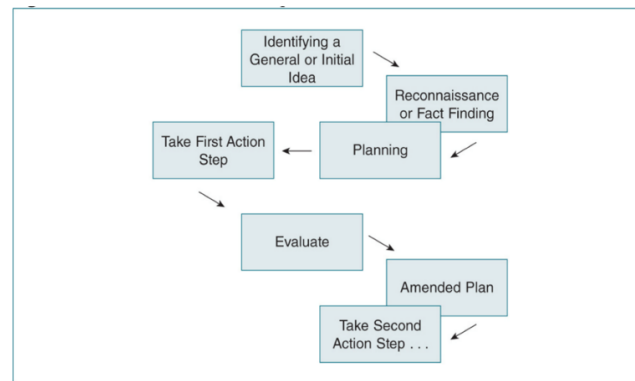 Identifying a
General or Initial
Idea
Reconnaissance
or Fact Finding
Planning
Take First Action
Step
Evaluate
Amended Plan
Take Second
Action Step . . .